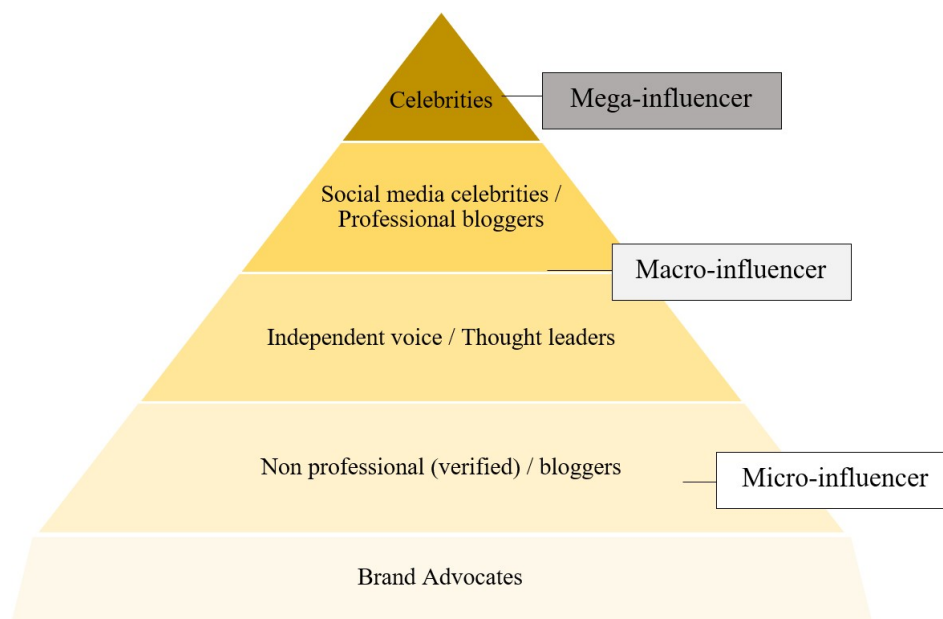 Celebrities
Mega-influencer
Social media celebrities /
Professional bloggers
Macro-influencer
Independent voice / Thought leaders
Non professional (verified) / bloggers
Micro-influencer
Brand Advocates